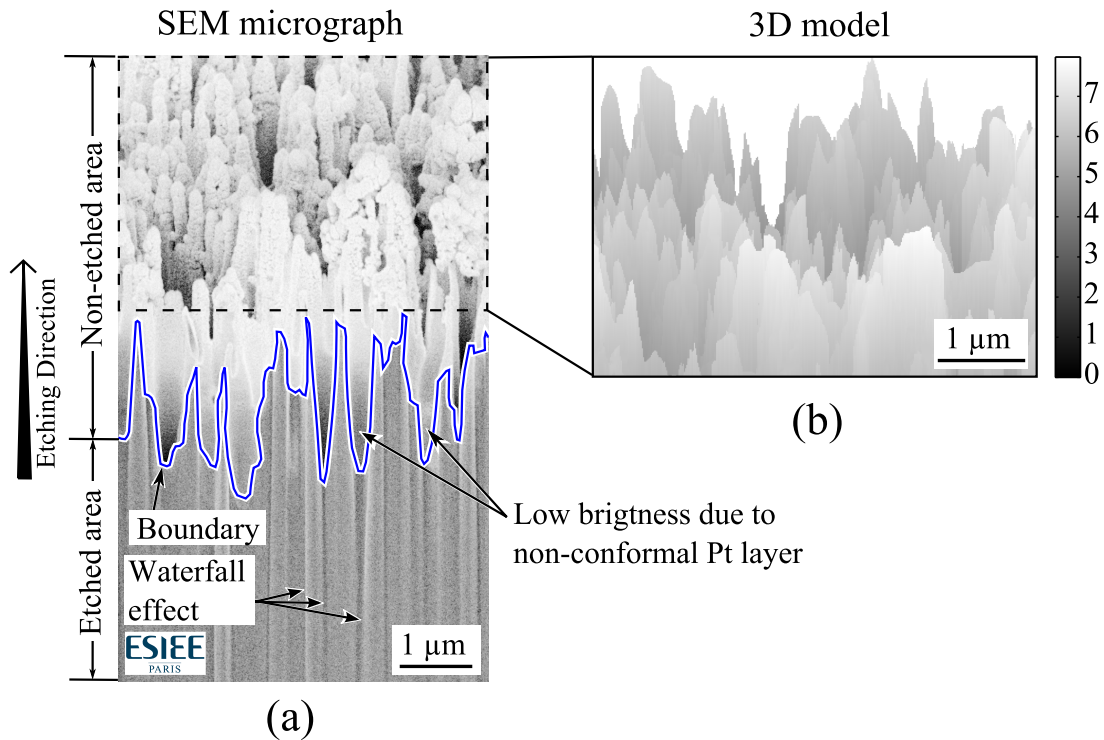 SEM micrograph
3D model
Non-etched area
Etching Direction
Etched area
Boundary
Waterfall
effect
ESIEE
PARIS
1 µm
(a)
Low brigtness due to
non-conformal Pt layer
1 µm
7
6
5
4
3
2
1
0
(b)